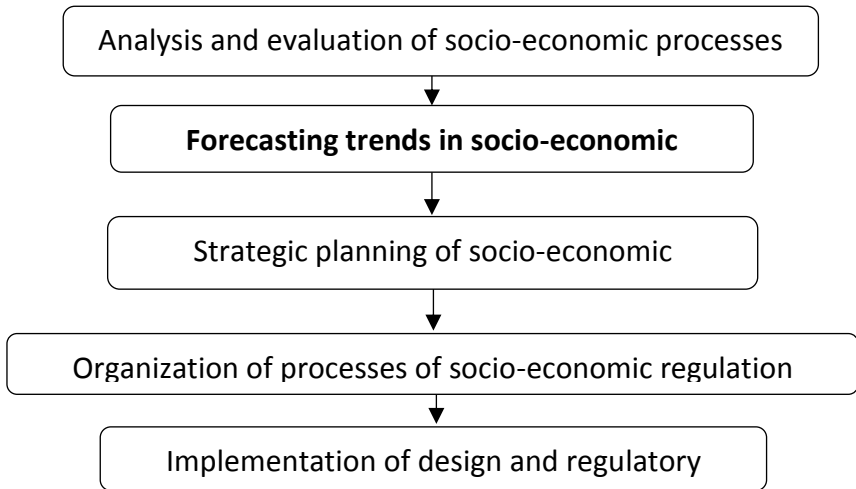 Analysis and evaluation of socio-economic processes
Forecasting trends in socio-economic
Strategic planning of socio-economic
Organization of processes of socio-economic regulation
Implementation of design and regulatory